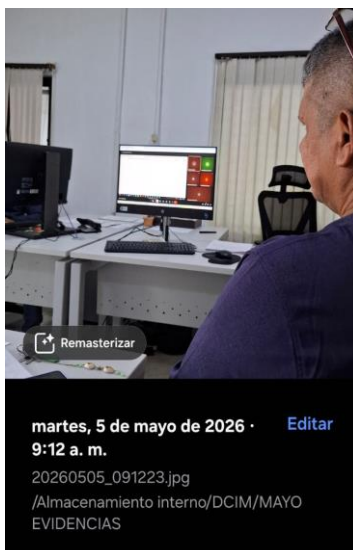 Remasterizar
martes, 5 de mayo de 2026 ·
9:12 a. m.
Editar
20260505_091223.jpg
/Almacenamiento interno/DCIM/MAYO
EVIDENCIAS